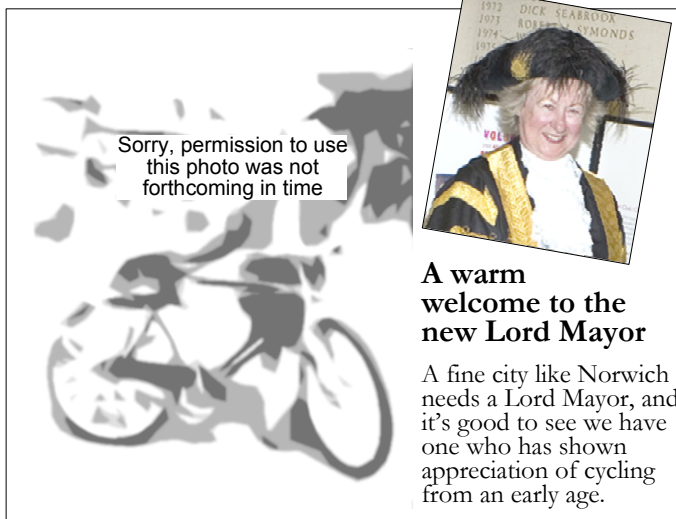 Sorry, permission to use
this photo was not
forthcoming in time
1972 DICK SEABROOK
1973 ROBERT J SYMONDS
1974
A warm
welcome to the
new Lord Mayor
A fine city like Norwich
needs a Lord Mayor, and
it's good to see we have
one who has shown
appreciation of cycling
from an early age.